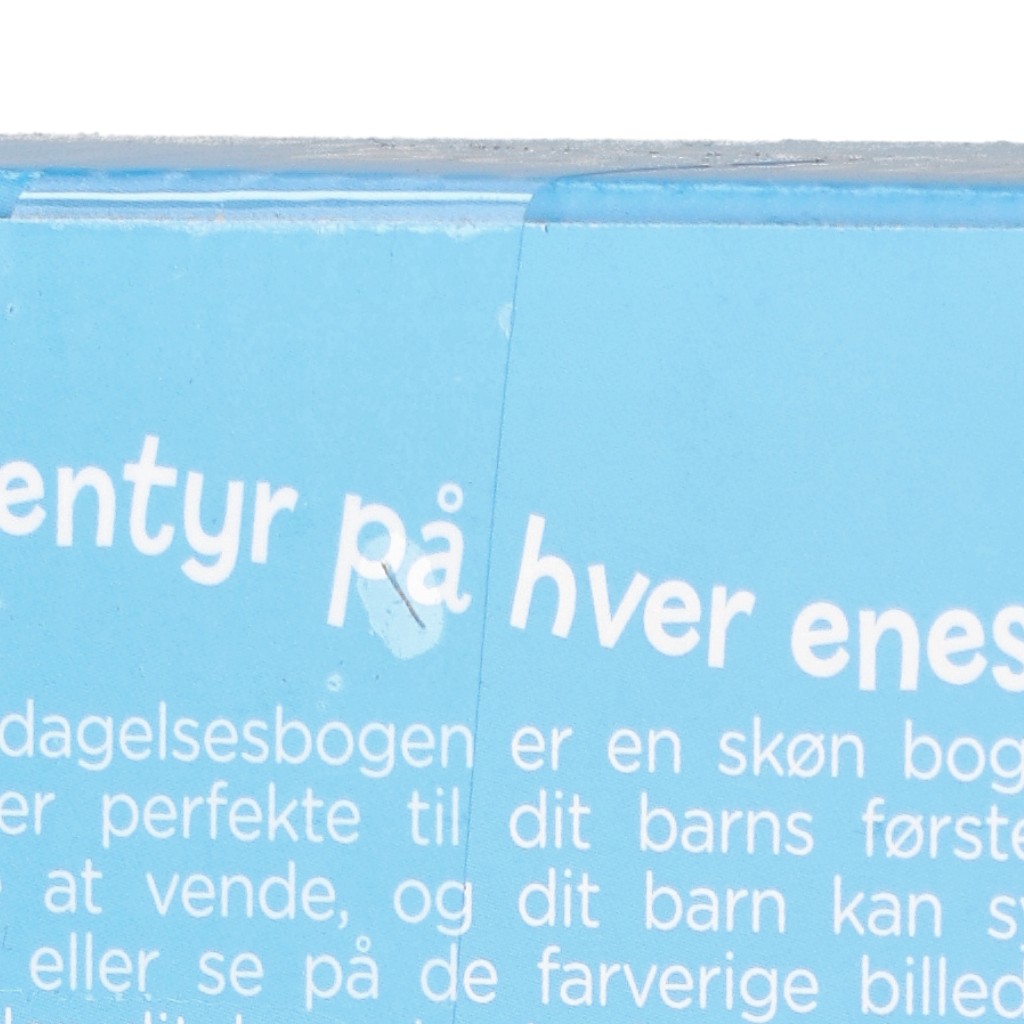 entyr på hver enes
dagelsesbogen er en skøn bog
er perfekte til dit barns første
at vende, og dit barn kan sy
eller se på de farverige billed